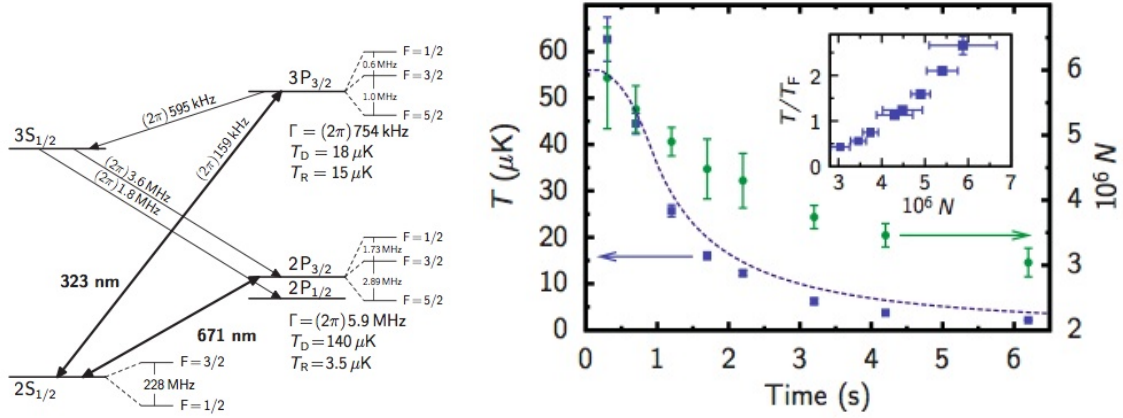 3P3/2
F = 1/2
0.6 MHz
F = 3/2
1.0 MHz
F = 5/2
(2π) 595 kHz
(2π) 159 kHz
Γ = (2π) 754 kHz
TD = 18 μK
TR = 15 μK
3S1/2
(2π) 3.6 MHz
(2π) 1.8 MHz
323 nm
2P3/2
2P1/2
F = 1/2
1.73 MHz
F = 3/2
2.89 MHz
F = 5/2
671 nm
Γ = (2π) 5.9 MHz
TD = 140 μK
TR = 3.5 μK
2S1/2
F = 3/2
228 MHz
F = 1/2
T (μK)
60
50
40
30
20
10
0
0 1 2 3 4 5 6
Time (s)
6
5
4
3
2
10⁶ N
T/TF
2
1
0
3 4 5 6 7
10⁶ N